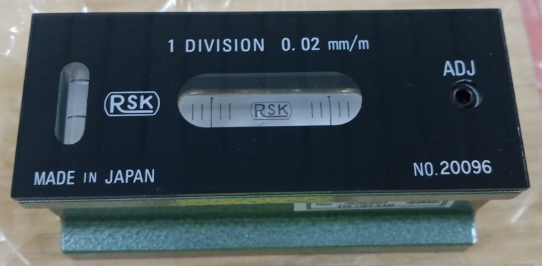 1 DIVISION 0.02 mm/m
ADJ
RSK
RSK
MADE IN JAPAN
NO.20096